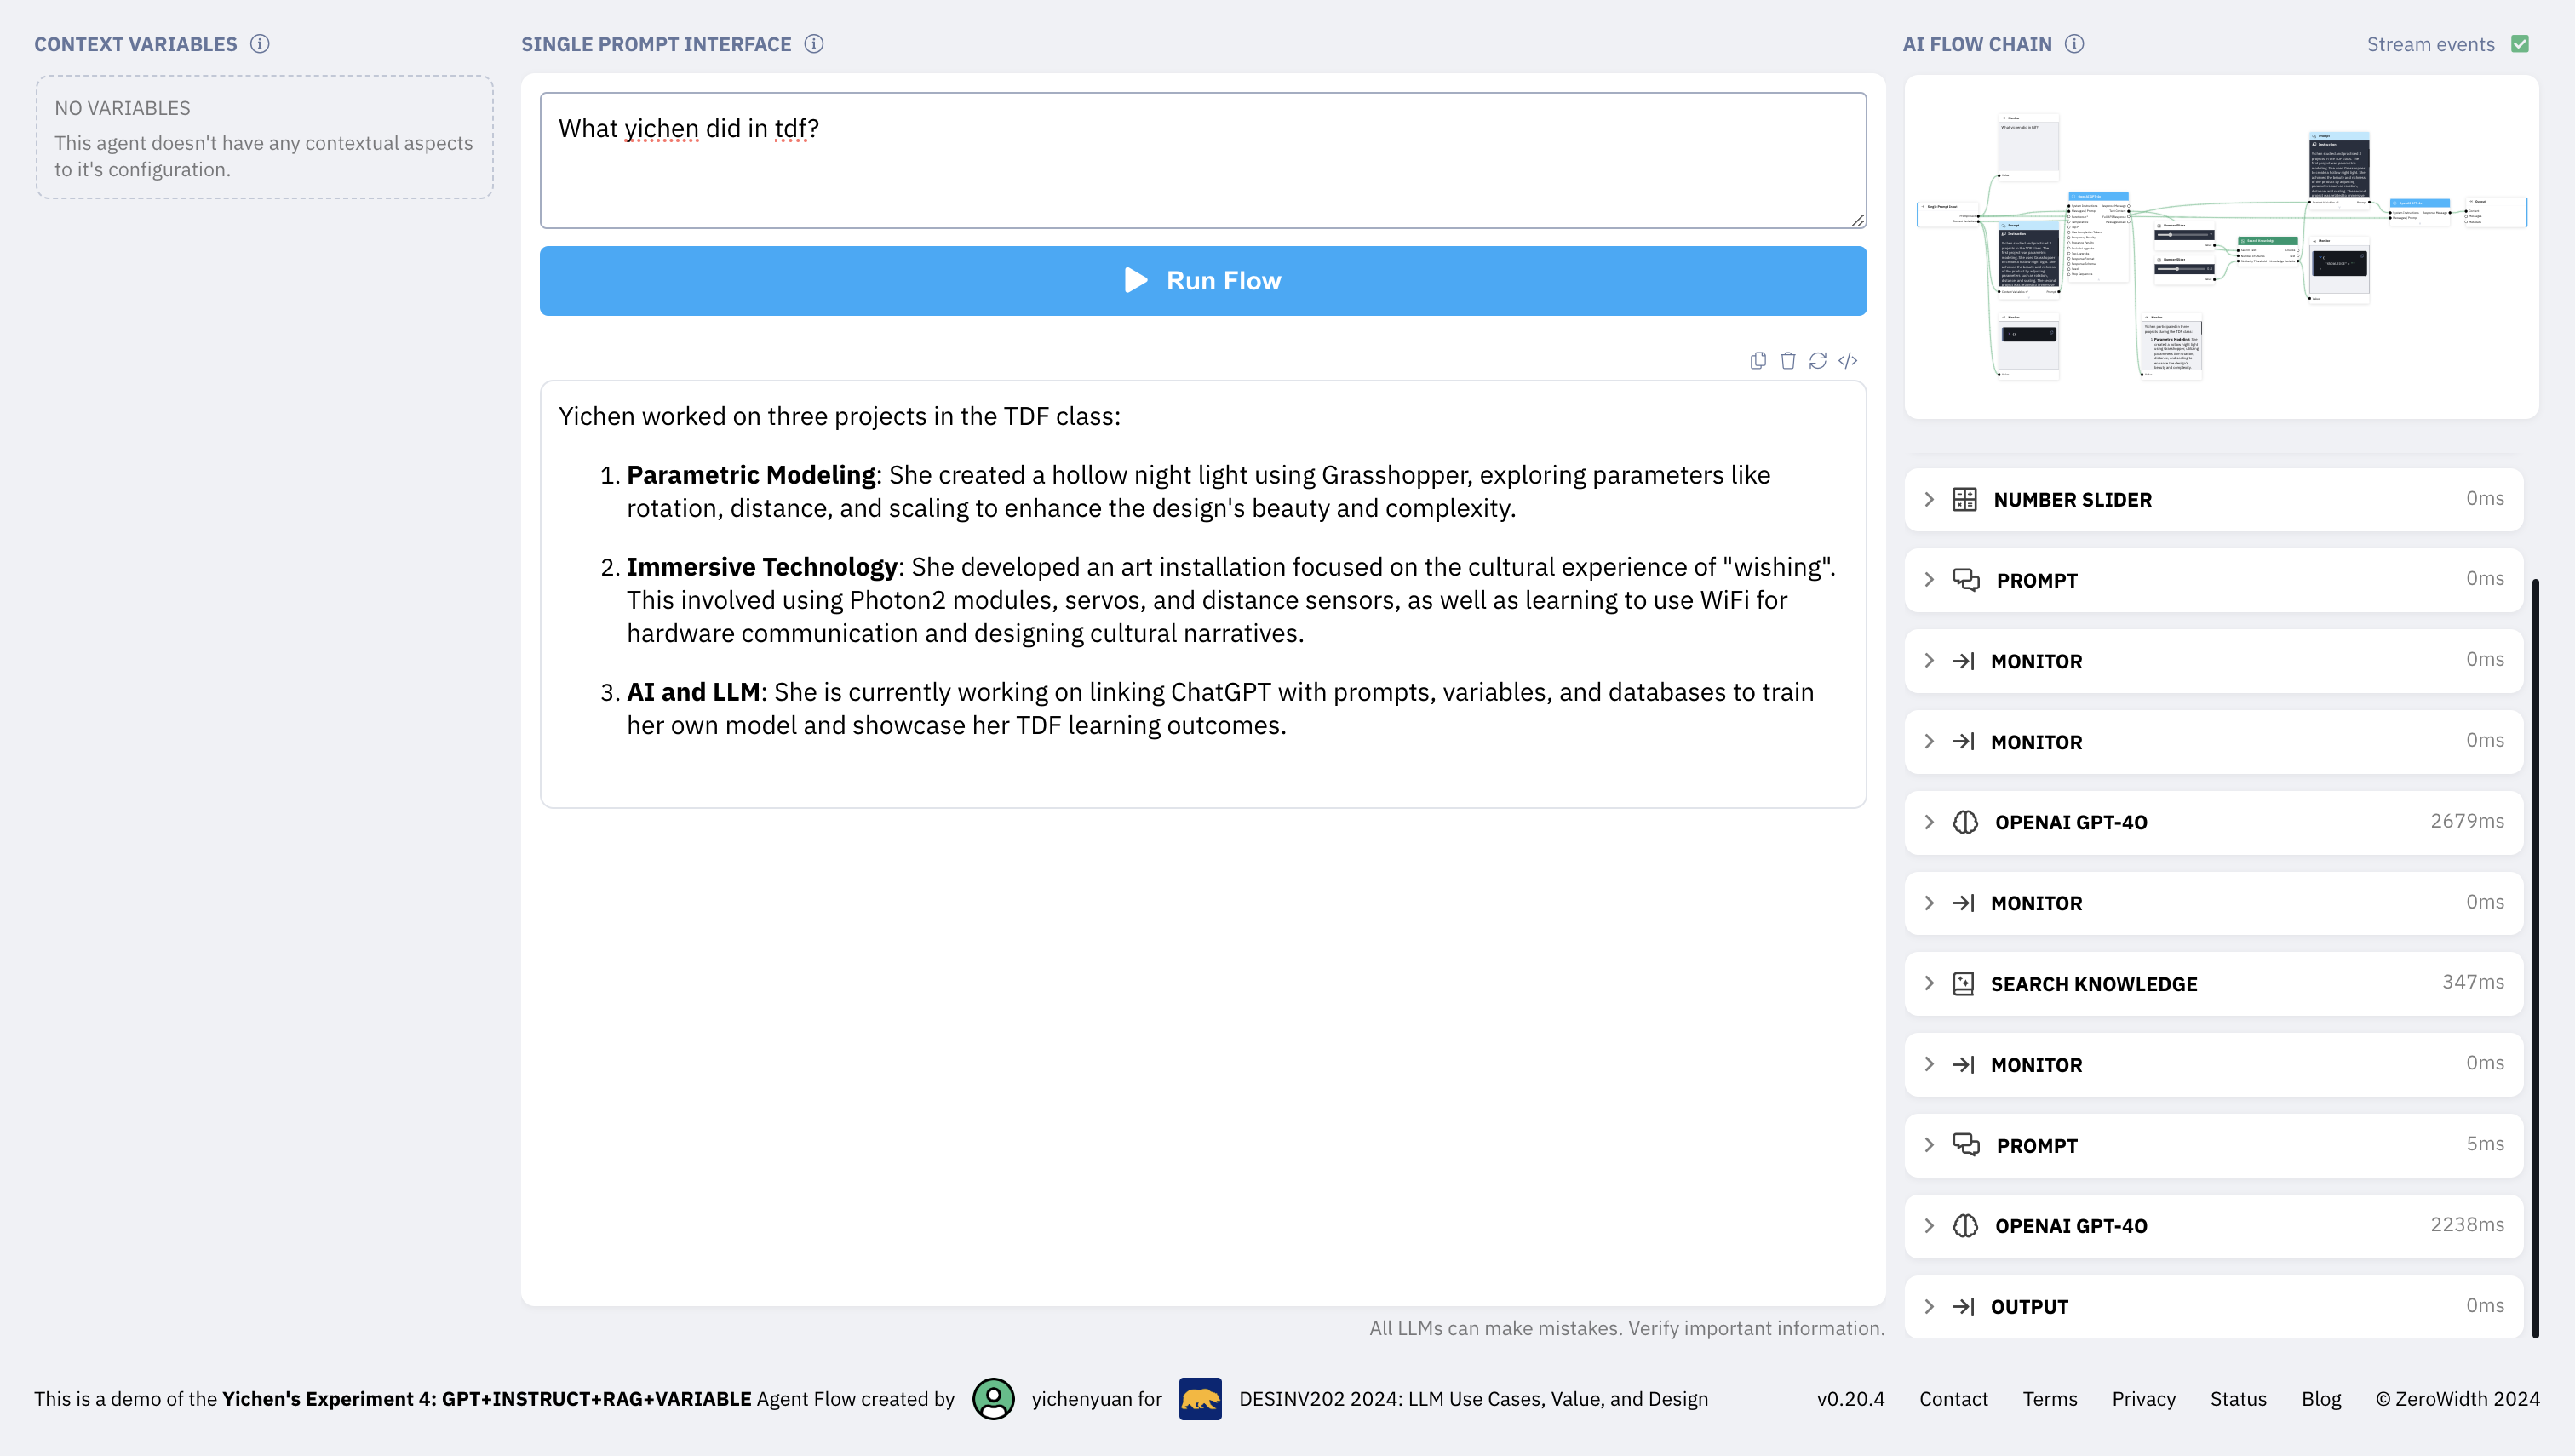 CONTEXT VARIABLES
NO VARIABLES
This agent doesn't have any contextual aspects
to it's configuration.
SINGLE PROMPT INTERFACE
What yichen did in tdf?
Run Flow
Yichen worked on three projects in the TDF class:
1. Parametric Modeling: She created a hollow night light using Grasshopper, exploring parameters like
rotation, distance, and scaling to enhance the design's beauty and complexity.
2. Immersive Technology: She developed an art installation focused on the cultural experience of "wishing".
This involved using Photon2 modules, servos, and distance sensors, as well as learning to use WiFi for
hardware communication and designing cultural narratives.
3. AI and LLM: She is currently working on linking ChatGPT with prompts, variables, and databases to train
her own model and showcase her TDF learning outcomes.
All LLMs can make mistakes. Verify important information.
AI FLOW CHAIN
Stream events
NUMBER SLIDER 0ms
PROMPT 0ms
MONITOR 0ms
MONITOR 0ms
OPENAI GPT-4O 2679ms
MONITOR 0ms
SEARCH KNOWLEDGE 347ms
MONITOR 0ms
PROMPT 5ms
OPENAI GPT-4O 2238ms
OUTPUT 0ms
This is a demo of the Yichen's Experiment 4: GPT+INSTRUCT+RAG+VARIABLE Agent Flow created by yichenyuan for DESINV202 2024: LLM Use Cases, Value, and Design
v0.20.4 Contact Terms Privacy Status Blog © ZeroWidth 2024